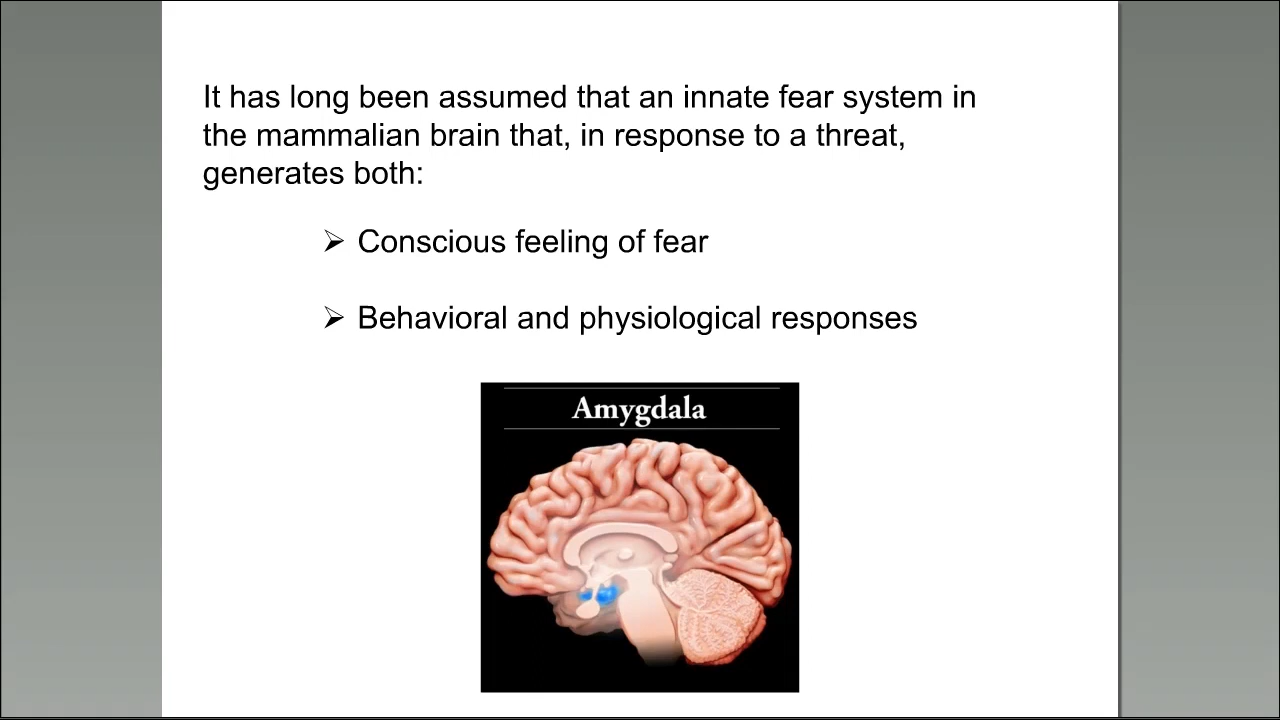 It has long been assumed that an innate fear system in
the mammalian brain that, in response to a threat,
generates both:
➢ Conscious feeling of fear
➢ Behavioral and physiological responses
Amygdala